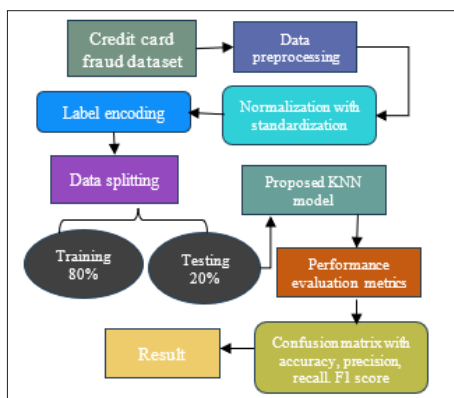 Credit card
fraud dataset
Data
preprocessing
Normalization with
standardization
Label encoding
Data splitting
Training
80%
Testing
20%
Proposed KNN
model
Performance
evaluation metrics
Confusion matrix with
accuracy, precision,
recall. F1 score
Result